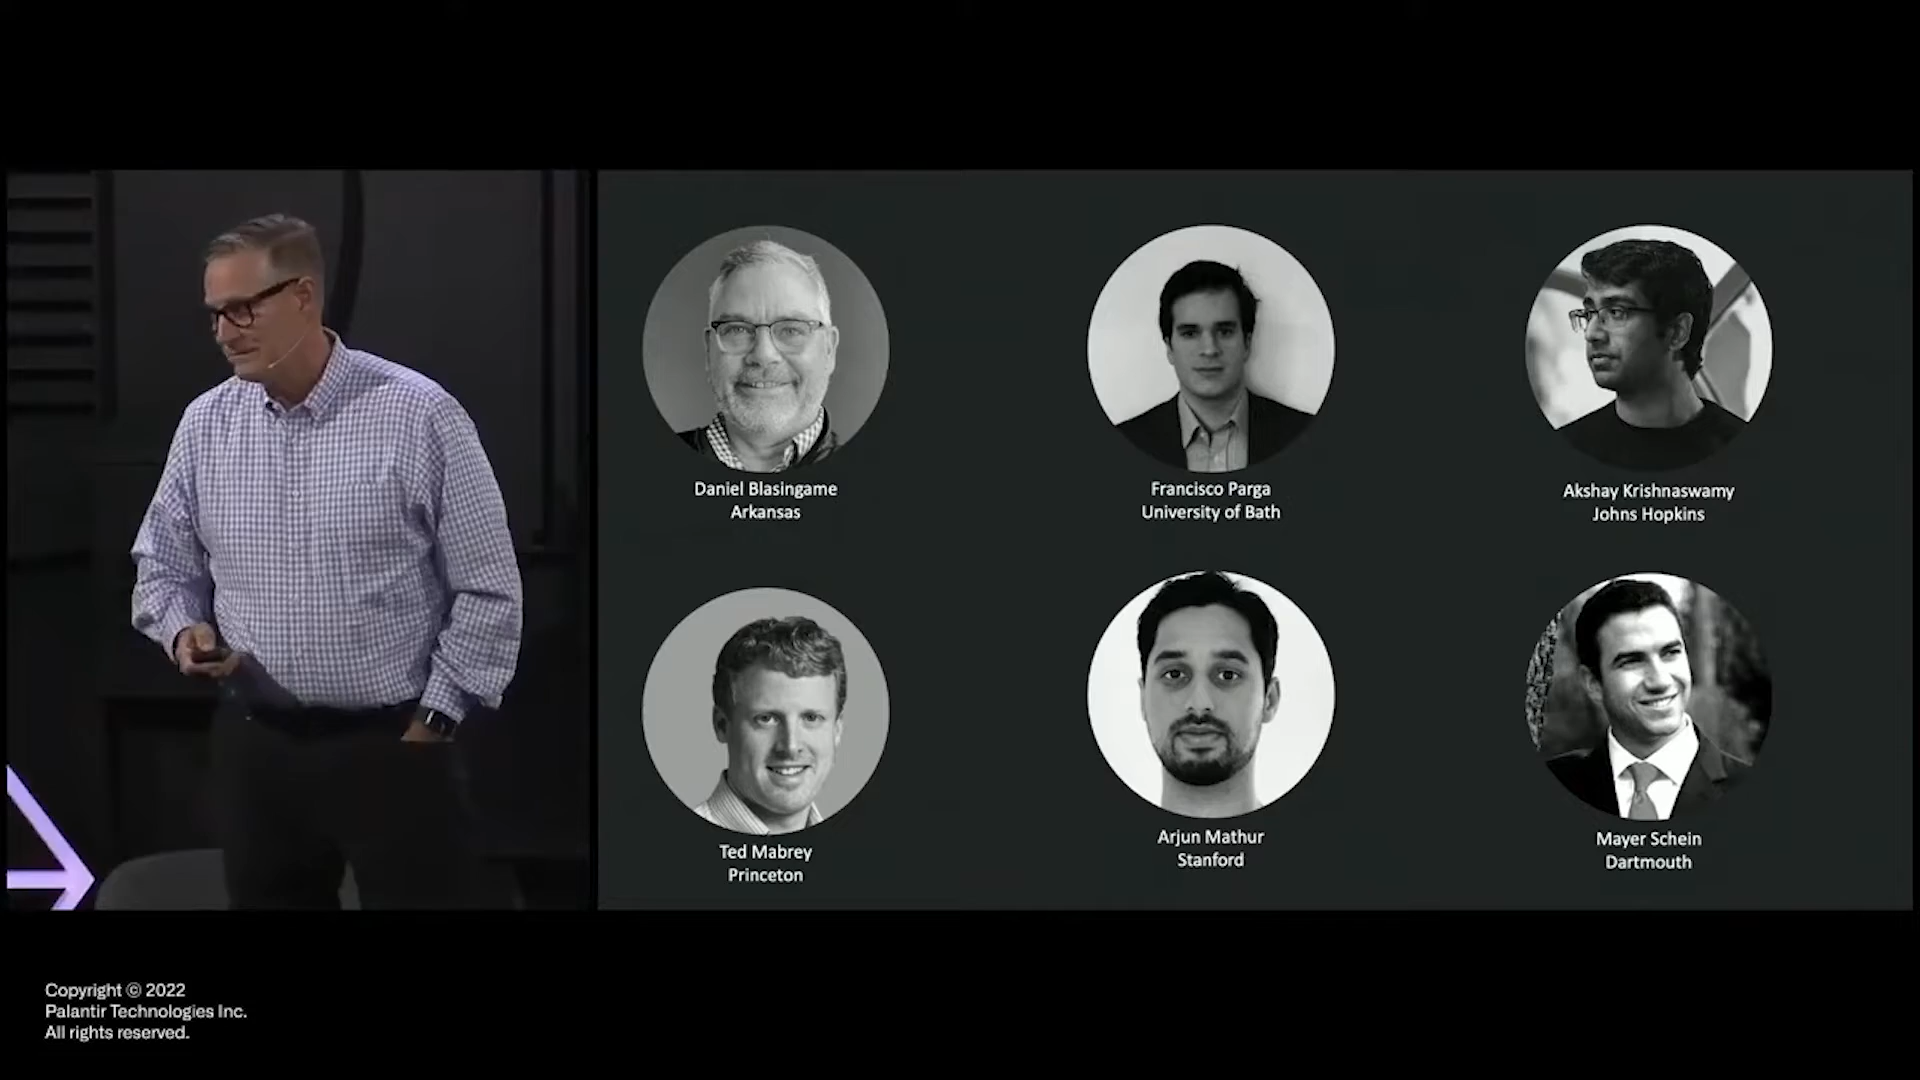 Daniel Blasingame
Arkansas
Francisco Parga
University of Bath
Akshay Krishnaswamy
Johns Hopkins
Ted Mabrey
Princeton
Arjun Mathur
Stanford
Mayer Schein
Dartmouth
Copyright © 2022
Palantir Technologies Inc.
All rights reserved.